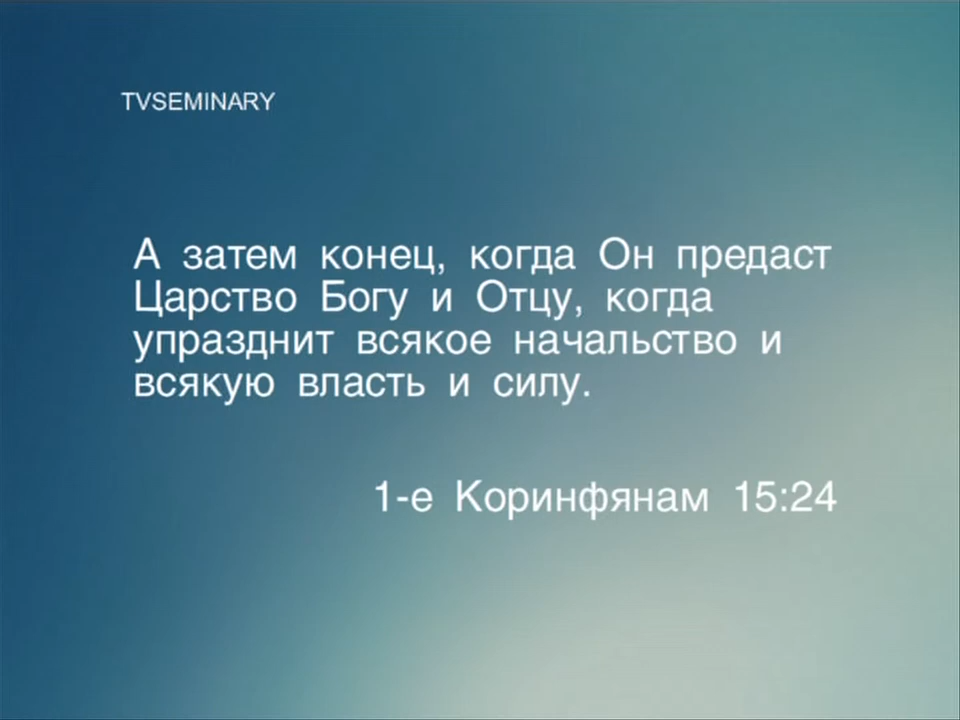 TVSEMINARY
А затем конец, когда Он предаст
Царство Богу и Отцу, когда
упразднит всякое начальство и
всякую власть и силу.
1-е Коринфянам 15:24